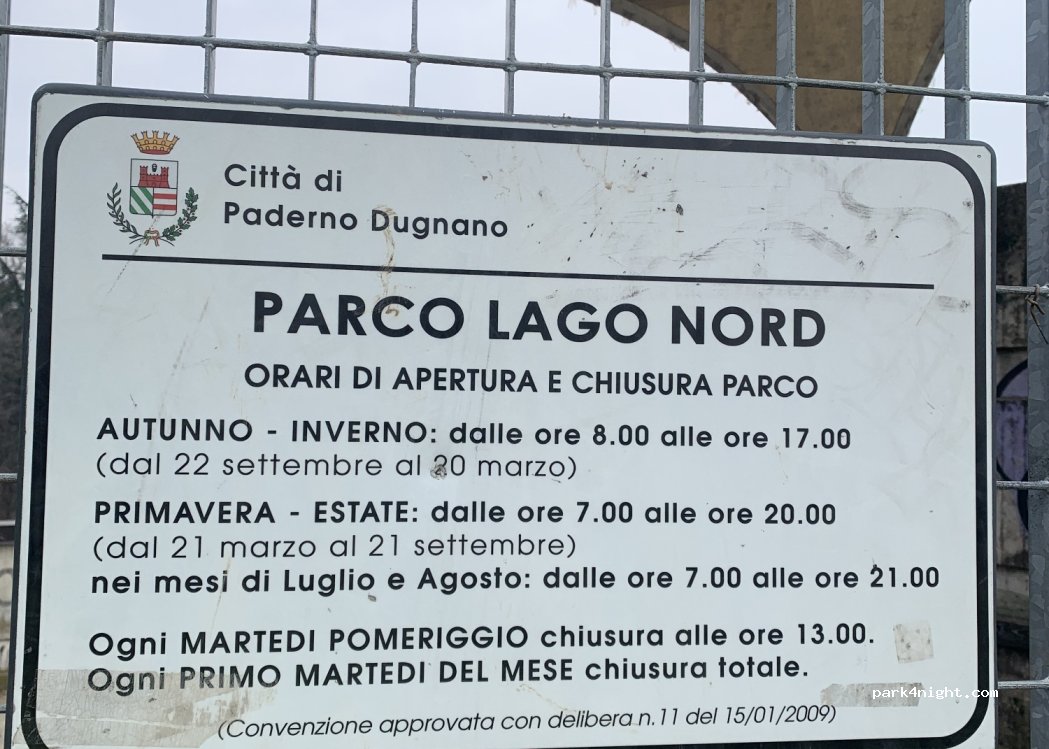 Città di
Paderno Dugnano
PARCO LAGO NORD
ORARI DI APERTURA E CHIUSURA PARCO
AUTUNNO - INVERNO: dalle ore 8.00 alle ore 17.00
(dal 22 settembre al 20 marzo)
PRIMAVERA - ESTATE: dalle ore 7.00 alle ore 20.00
(dal 21 marzo al 21 settembre)
nei mesi di Luglio e Agosto: dalle ore 7.00 alle ore 21.00
Ogni MARTEDI POMERIGGIO chiusura alle ore 13.00.
Ogni PRIMO MARTEDI DEL MESE chiusura totale.
park4night.com
(Convenzione approvata con delibera n.11 del 15/01/2009)